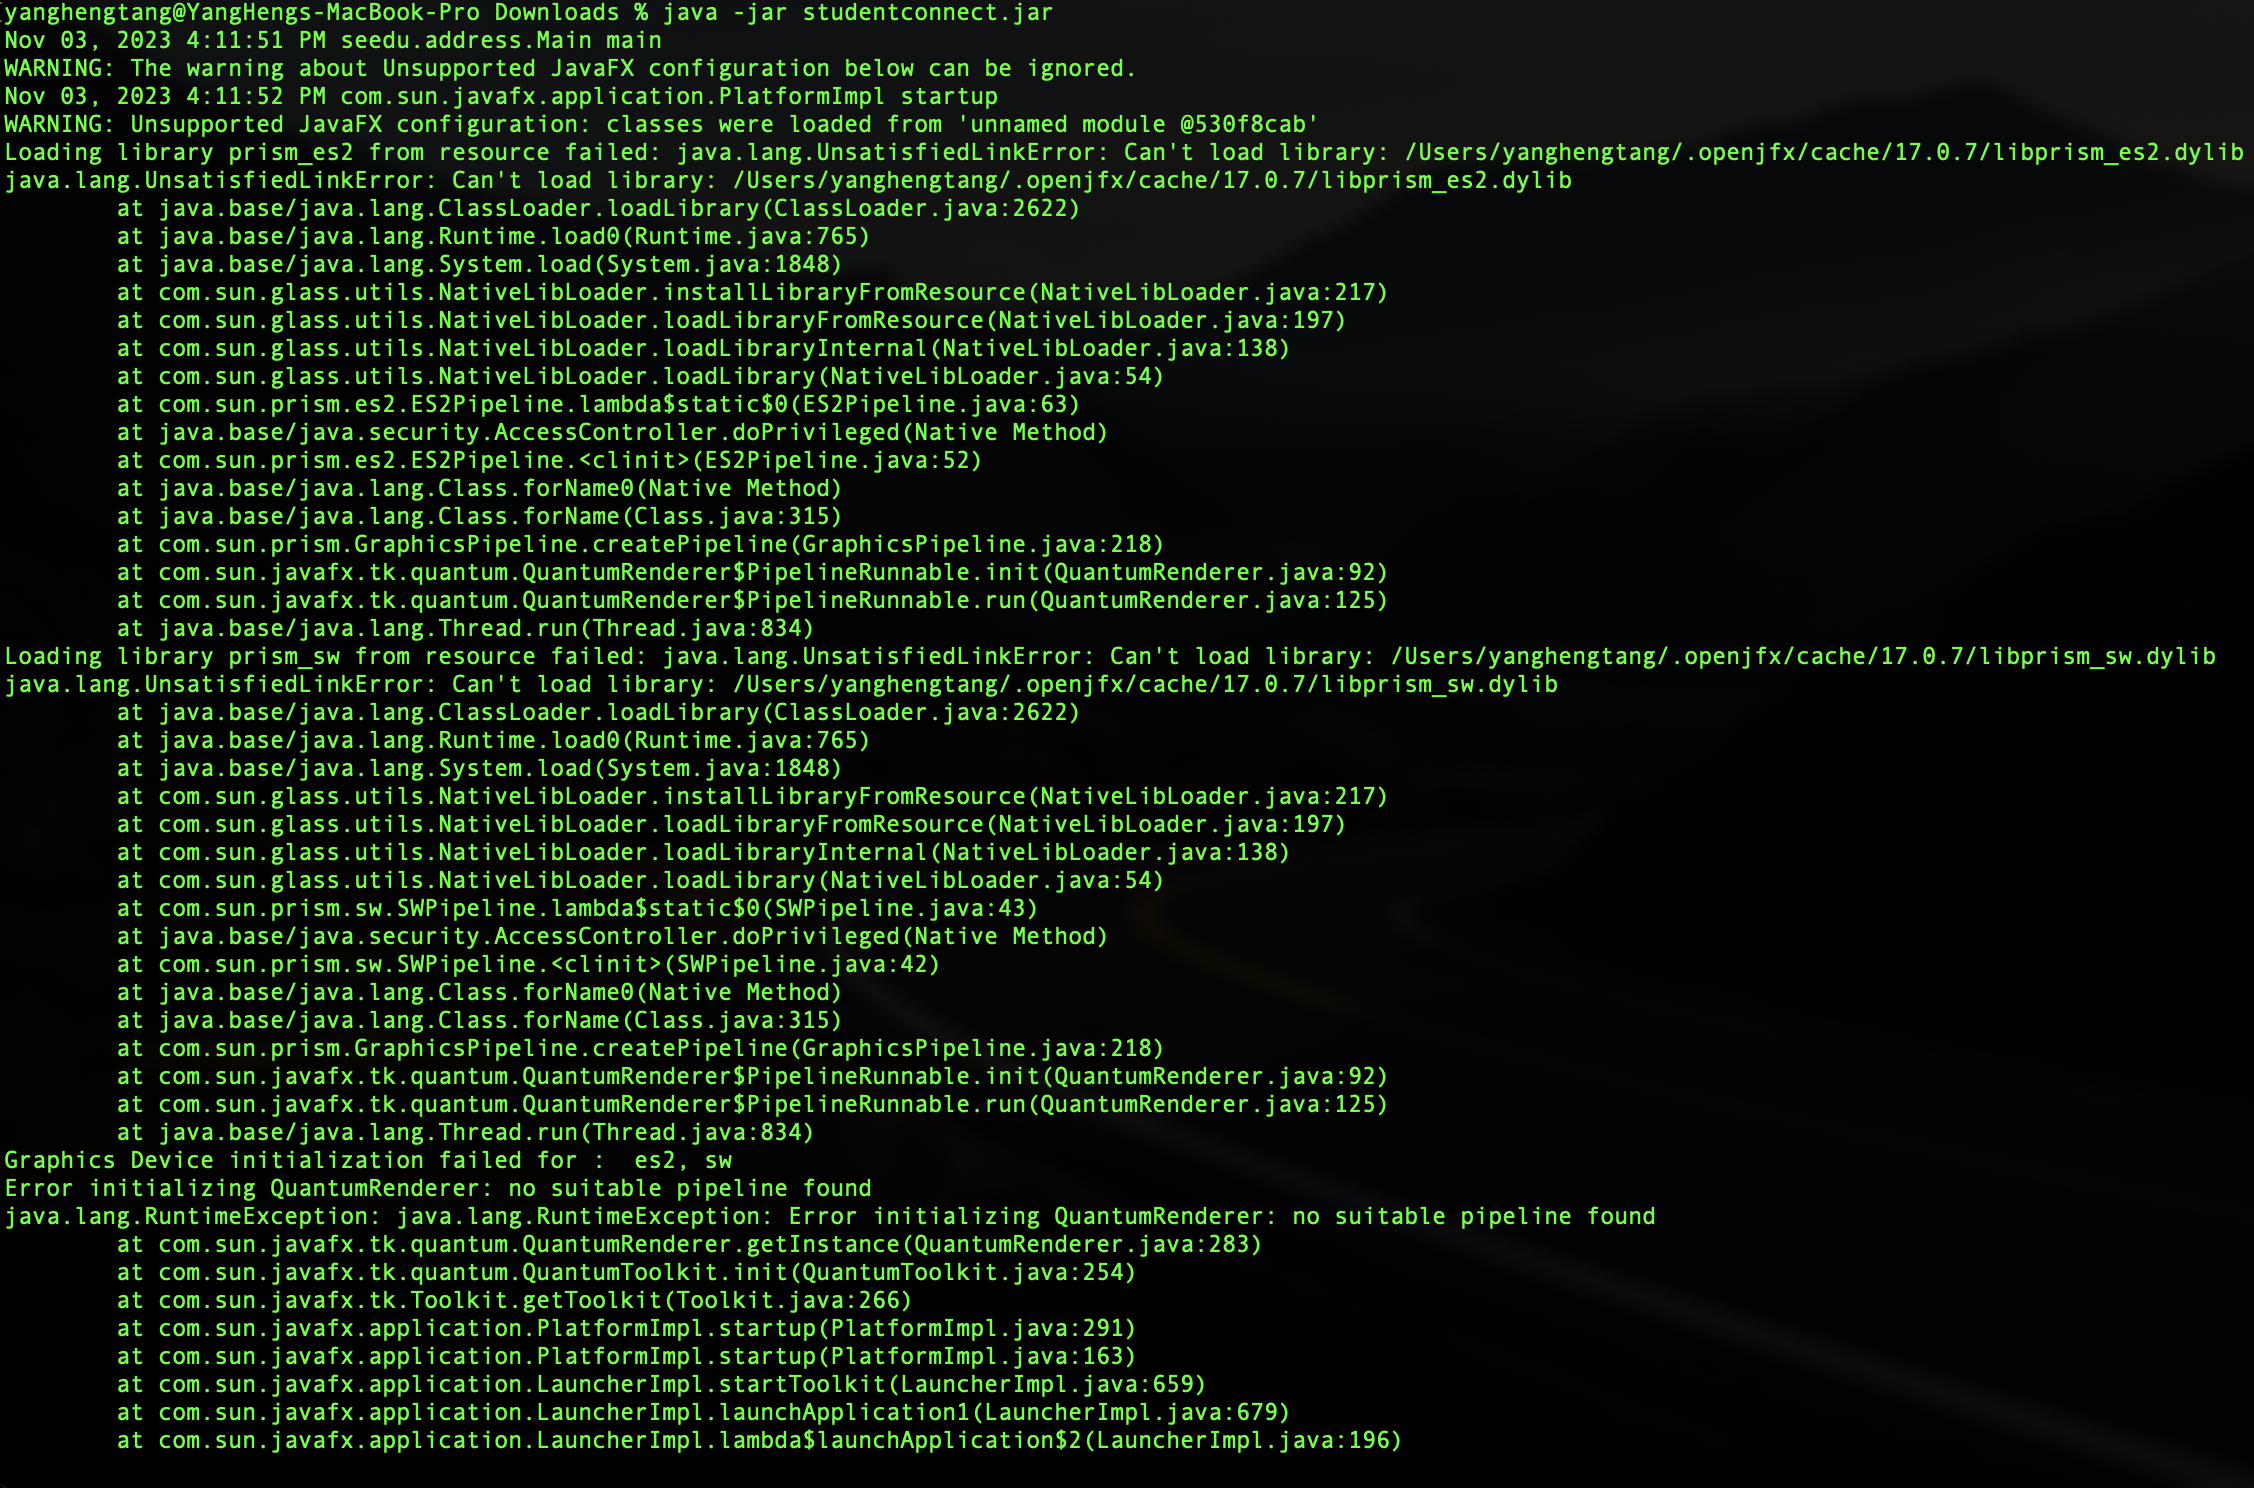 yanghengtang@YangHengs-MacBook-Pro Downloads % java -jar studentconnect.jar
Nov 03, 2023 4:11:51 PM seedu.address.Main main
WARNING: The warning about Unsupported JavaFX configuration below can be ignored.
Nov 03, 2023 4:11:52 PM com.sun.javafx.application.PlatformImpl startup
WARNING: Unsupported JavaFX configuration: classes were loaded from 'unnamed module @530f8cab'
Loading library prism_es2 from resource failed: java.lang.UnsatisfiedLinkError: Can't load library: /Users/yanghengtang/.openjfx/cache/17.0.7/libprism_es2.dylib
java.lang.UnsatisfiedLinkError: Can't load library: /Users/yanghengtang/.openjfx/cache/17.0.7/libprism_es2.dylib
        at java.base/java.lang.ClassLoader.loadLibrary(ClassLoader.java:2622)
        at java.base/java.lang.Runtime.load0(Runtime.java:765)
        at java.base/java.lang.System.load(System.java:1848)
        at com.sun.glass.utils.NativeLibLoader.installLibraryFromResource(NativeLibLoader.java:217)
        at com.sun.glass.utils.NativeLibLoader.loadLibraryFromResource(NativeLibLoader.java:197)
        at com.sun.glass.utils.NativeLibLoader.loadLibraryInternal(NativeLibLoader.java:138)
        at com.sun.glass.utils.NativeLibLoader.loadLibrary(NativeLibLoader.java:54)
        at com.sun.prism.es2.ES2Pipeline.lambda$static$0(ES2Pipeline.java:63)
        at java.base/java.security.AccessController.doPrivileged(Native Method)
        at com.sun.prism.es2.ES2Pipeline.<clinit>(ES2Pipeline.java:52)
        at java.base/java.lang.Class.forName0(Native Method)
        at java.base/java.lang.Class.forName(Class.java:315)
        at com.sun.prism.GraphicsPipeline.createPipeline(GraphicsPipeline.java:218)
        at com.sun.javafx.tk.quantum.QuantumRenderer$PipelineRunnable.init(QuantumRenderer.java:92)
        at com.sun.javafx.tk.quantum.QuantumRenderer$PipelineRunnable.run(QuantumRenderer.java:125)
        at java.base/java.lang.Thread.run(Thread.java:834)
Loading library prism_sw from resource failed: java.lang.UnsatisfiedLinkError: Can't load library: /Users/yanghengtang/.openjfx/cache/17.0.7/libprism_sw.dylib
java.lang.UnsatisfiedLinkError: Can't load library: /Users/yanghengtang/.openjfx/cache/17.0.7/libprism_sw.dylib
        at java.base/java.lang.ClassLoader.loadLibrary(ClassLoader.java:2622)
        at java.base/java.lang.Runtime.load0(Runtime.java:765)
        at java.base/java.lang.System.load(System.java:1848)
        at com.sun.glass.utils.NativeLibLoader.installLibraryFromResource(NativeLibLoader.java:217)
        at com.sun.glass.utils.NativeLibLoader.loadLibraryFromResource(NativeLibLoader.java:197)
        at com.sun.glass.utils.NativeLibLoader.loadLibraryInternal(NativeLibLoader.java:138)
        at com.sun.glass.utils.NativeLibLoader.loadLibrary(NativeLibLoader.java:54)
        at com.sun.prism.sw.SWPipeline.lambda$static$0(SWPipeline.java:43)
        at java.base/java.security.AccessController.doPrivileged(Native Method)
        at com.sun.prism.sw.SWPipeline.<clinit>(SWPipeline.java:42)
        at java.base/java.lang.Class.forName0(Native Method)
        at java.base/java.lang.Class.forName(Class.java:315)
        at com.sun.prism.GraphicsPipeline.createPipeline(GraphicsPipeline.java:218)
        at com.sun.javafx.tk.quantum.QuantumRenderer$PipelineRunnable.init(QuantumRenderer.java:92)
        at com.sun.javafx.tk.quantum.QuantumRenderer$PipelineRunnable.run(QuantumRenderer.java:125)
        at java.base/java.lang.Thread.run(Thread.java:834)
Graphics Device initialization failed for :  es2, sw
Error initializing QuantumRenderer: no suitable pipeline found
java.lang.RuntimeException: java.lang.RuntimeException: Error initializing QuantumRenderer: no suitable pipeline found
        at com.sun.javafx.tk.quantum.QuantumRenderer.getInstance(QuantumRenderer.java:283)
        at com.sun.javafx.tk.quantum.QuantumToolkit.init(QuantumToolkit.java:254)
        at com.sun.javafx.tk.Toolkit.getToolkit(Toolkit.java:266)
        at com.sun.javafx.application.PlatformImpl.startup(PlatformImpl.java:291)
        at com.sun.javafx.application.PlatformImpl.startup(PlatformImpl.java:163)
        at com.sun.javafx.application.LauncherImpl.startToolkit(LauncherImpl.java:659)
        at com.sun.javafx.application.LauncherImpl.launchApplication1(LauncherImpl.java:679)
        at com.sun.javafx.application.LauncherImpl.lambda$launchApplication$2(LauncherImpl.java:196)